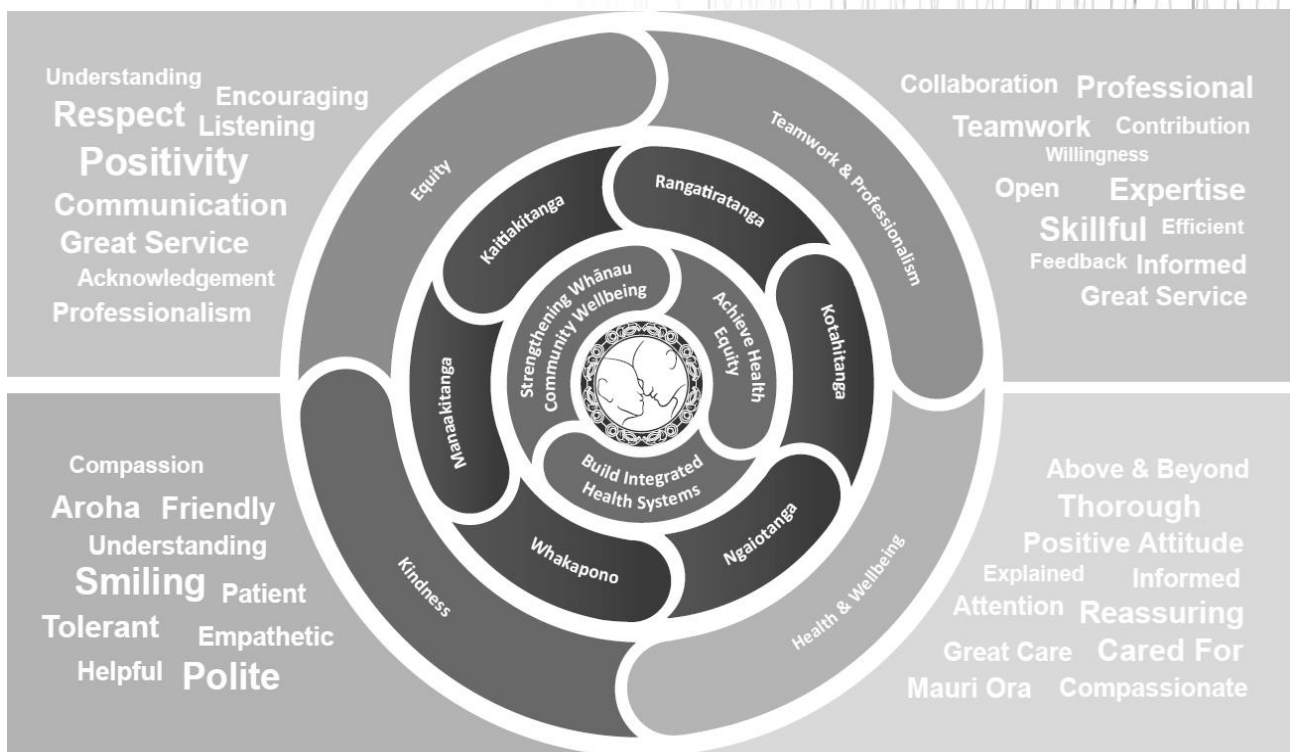 Understanding
Respect Encouraging
Listening
Positivity
Communication
Great Service
Acknowledgement
Professionalism
Collaboration Professional
Teamwork Contribution
Willingness
Open Expertise
Skillful Efficient
Feedback Informed
Great Service
Equity
Teamwork & Professionalism
Kaitiakitanga
Rangatiratanga
Strengthening Whānau
Community Wellbeing
Achieve Health
Equity
Kotahitanga
Manaakitanga
Build Integrated
Health Systems
Ngaiotanga
Whakapono
Kindness
Health & Wellbeing
Compassion
Aroha Friendly
Understanding
Smiling Patient
Tolerant Empathetic
Helpful Polite
Above & Beyond
Thorough
Positive Attitude
Explained Informed
Attention Reassuring
Great Care Cared For
Mauri Ora Compassionate